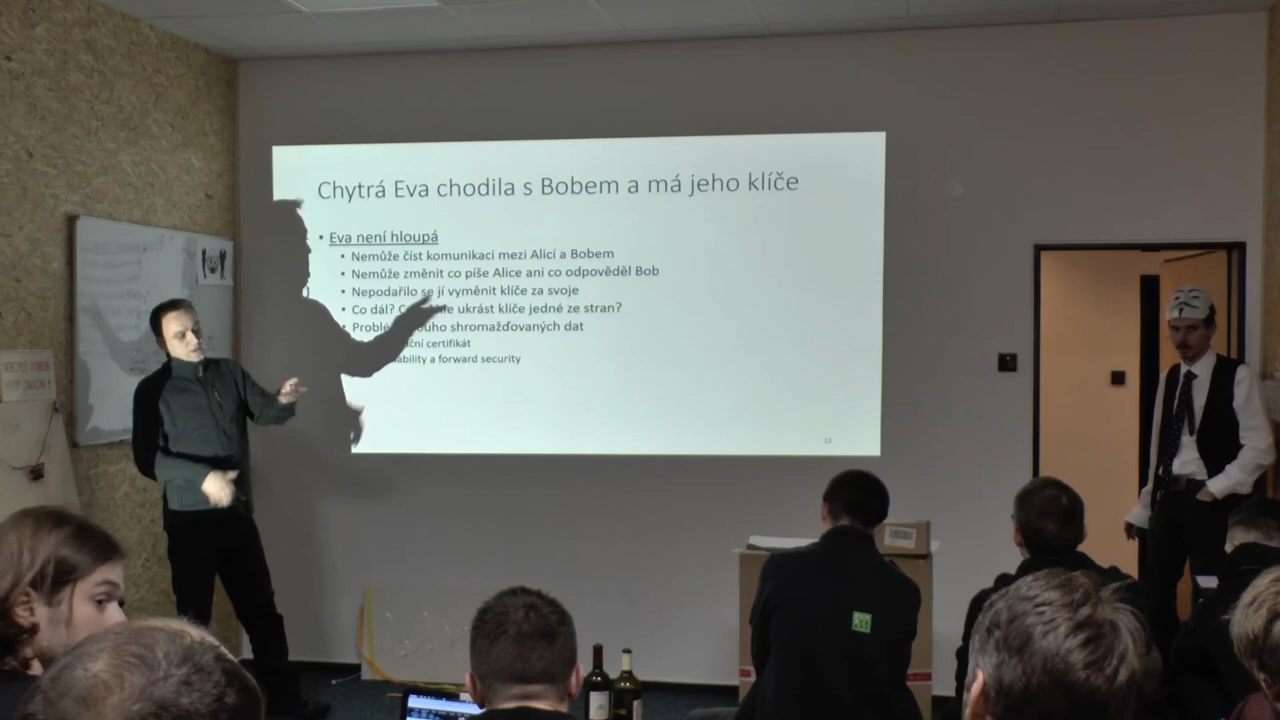 Chytrá Eva chodila s Bobem a má jeho klíče
• Eva není hloupá
• Nemůže číst komunikaci mezi Alicí a Bobem
• Nemůže změnit co píše Alice ani co odpověděl Bob
• Nepodařilo se jí vyměnit klíče za svoje
• Co dál? ukrást klíče jedné ze stran?
• shromažďovaných dat
certifikát
a forward security
13